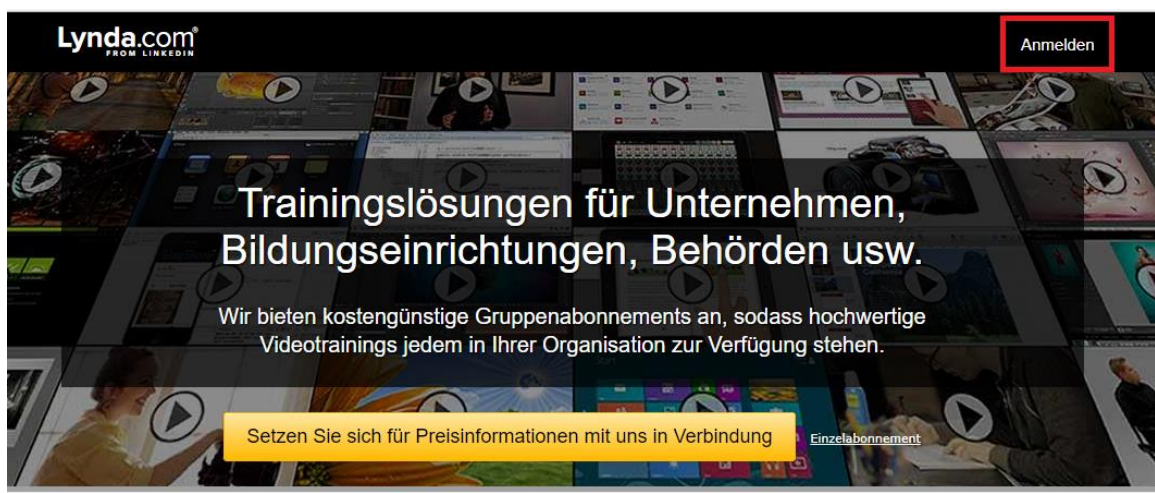 Lynda.com®
FROM LINKEDIN
Anmelden
Trainingslösungen für Unternehmen,
Bildungseinrichtungen, Behörden usw.
Wir bieten kostengünstige Gruppenabonnements an, sodass hochwertige
Videotrainings jedem in Ihrer Organisation zur Verfügung stehen.
Setzen Sie sich für Preisinformationen mit uns in Verbindung
Einzelabonnement